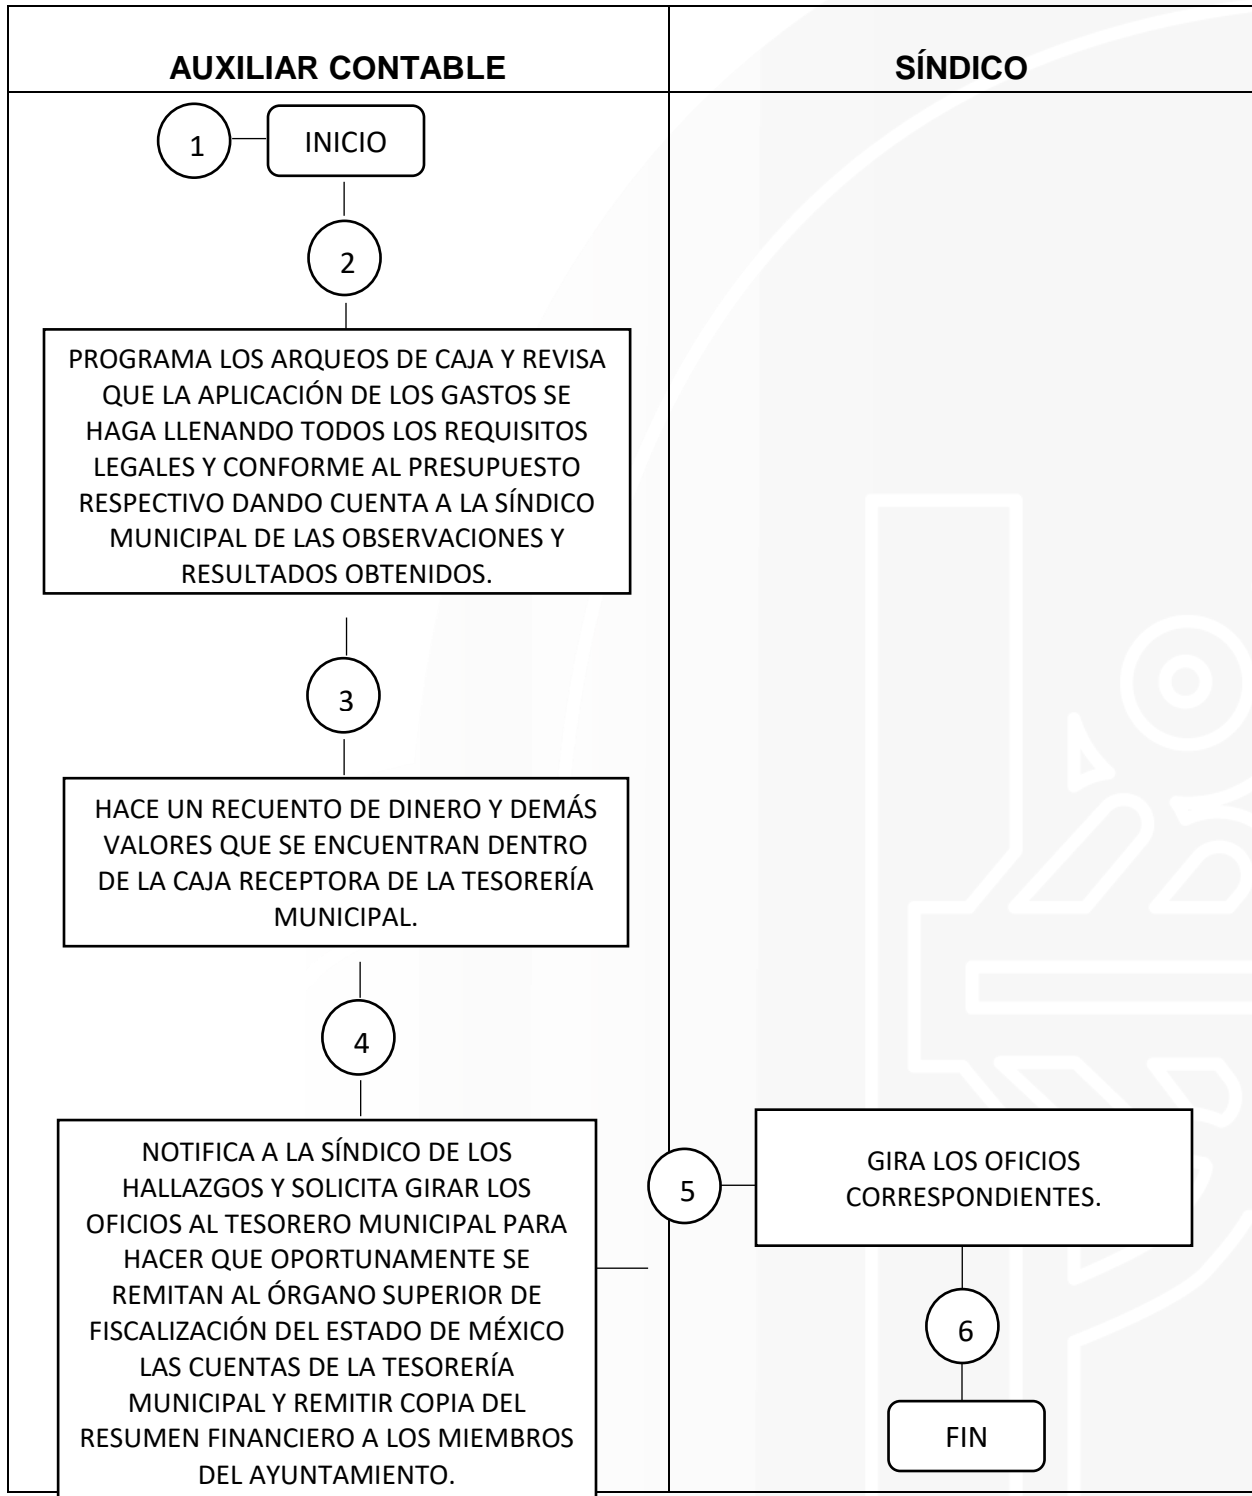 AUXILIAR CONTABLE
SÍNDICO
1
INICIO
2
PROGRAMA LOS ARQUEOS DE CAJA Y REVISA
QUE LA APLICACIÓN DE LOS GASTOS SE
HAGA LLENANDO TODOS LOS REQUISITOS
LEGALES Y CONFORME AL PRESUPUESTO
RESPECTIVO DANDO CUENTA A LA SÍNDICO
MUNICIPAL DE LAS OBSERVACIONES Y
RESULTADOS OBTENIDOS.
3
HACE UN RECUENTO DE DINERO Y DEMÁS
VALORES QUE SE ENCUENTRAN DENTRO
DE LA CAJA RECEPTORA DE LA TESORERÍA
MUNICIPAL.
4
NOTIFICA A LA SÍNDICO DE LOS
HALLAZGOS Y SOLICITA GIRAR LOS
OFICIOS AL TESORERO MUNICIPAL PARA
HACER QUE OPORTUNAMENTE SE
REMITAN AL ÓRGANO SUPERIOR DE
FISCALIZACIÓN DEL ESTADO DE MÉXICO
LAS CUENTAS DE LA TESORERÍA
MUNICIPAL Y REMITIR COPIA DEL
RESUMEN FINANCIERO A LOS MIEMBROS
DEL AYUNTAMIENTO.
5
GIRA LOS OFICIOS
CORRESPONDIENTES.
6
FIN